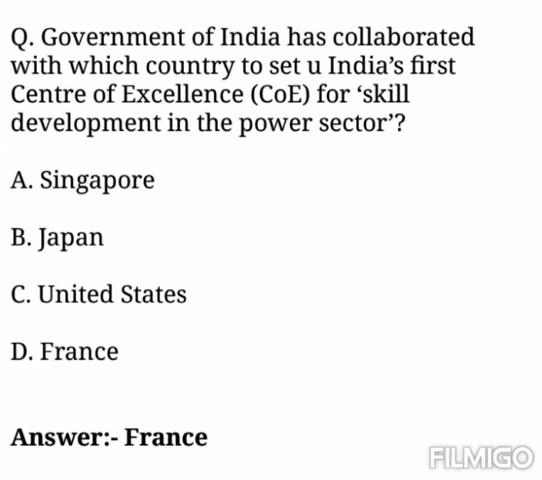 Q. Government of India has collaborated
with which country to set u India’s first
Centre of Excellence (CoE) for ‘skill
development in the power sector’?
A. Singapore
B. Japan
C. United States
D. France
Answer:- France
FILMIGO